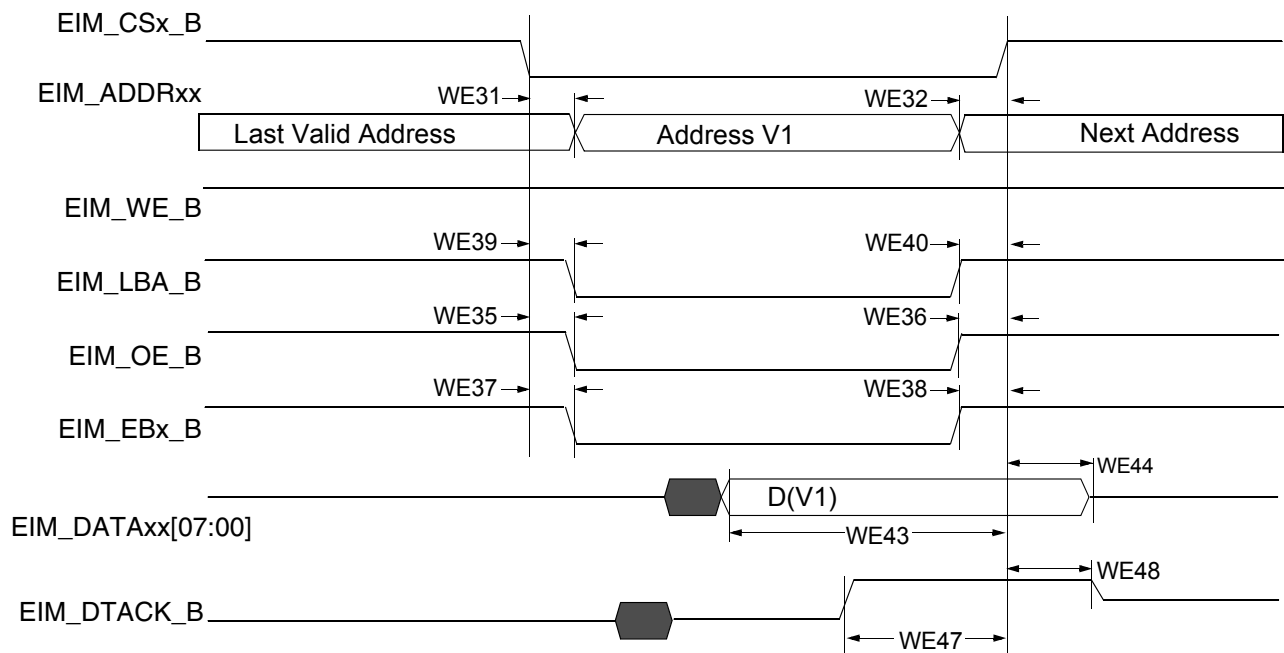 EIM_CSx_B
EIM_ADDRxx
WE31
WE32
Last Valid Address
Address V1
Next Address
EIM_WE_B
WE39
WE40
EIM_LBA_B
WE35
WE36
EIM_OE_B
WE37
WE38
EIM_EBx_B
WE44
D(V1)
EIM_DATAxx[07:00]
WE43
WE48
EIM_DTACK_B
WE47